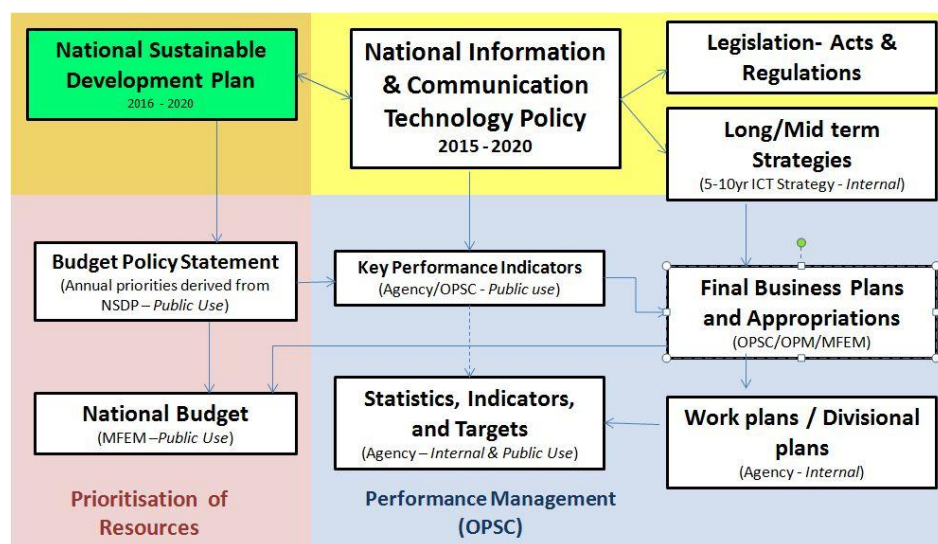 National Sustainable
Development Plan
2016 - 2020
National Information
& Communication
Technology Policy
2015 - 2020
Legislation- Acts &
Regulations
Long/Mid term
Strategies
(5-10yr ICT Strategy - Internal)
Budget Policy Statement
(Annual priorities derived from
NSDP – Public Use)
Key Performance Indicators
(Agency/OPSC - Public use)
Final Business Plans
and Appropriations
(OPSC/OPM/MFEM)
National Budget
(MFEM –Public Use)
Statistics, Indicators,
and Targets
(Agency – Internal & Public Use)
Work plans / Divisional
plans
(Agency - Internal)
Prioritisation of
Resources
Performance Management
(OPSC)